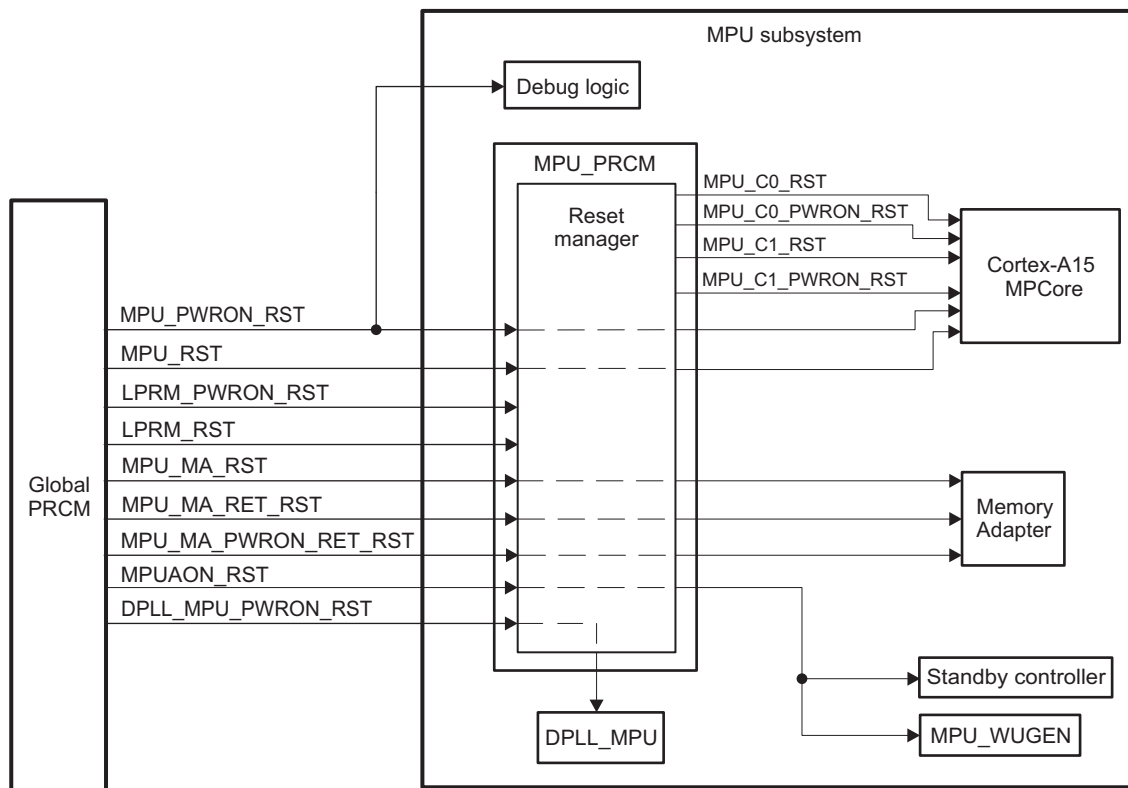 MPU subsystem
Debug logic
MPU_PRCM
Reset
manager
MPU_C0_RST
MPU_C0_PWRON_RST
MPU_C1_RST
MPU_C1_PWRON_RST
Cortex-A15
MPCore
MPU_PWRON_RST
MPU_RST
LPRM_PWRON_RST
LPRM_RST
MPU_MA_RST
MPU_MA_RET_RST
MPU_MA_PWRON_RET_RST
MPUAON_RST
DPLL_MPU_PWRON_RST
Global
PRCM
Memory
Adapter
Standby controller
DPLL_MPU
MPU_WUGEN